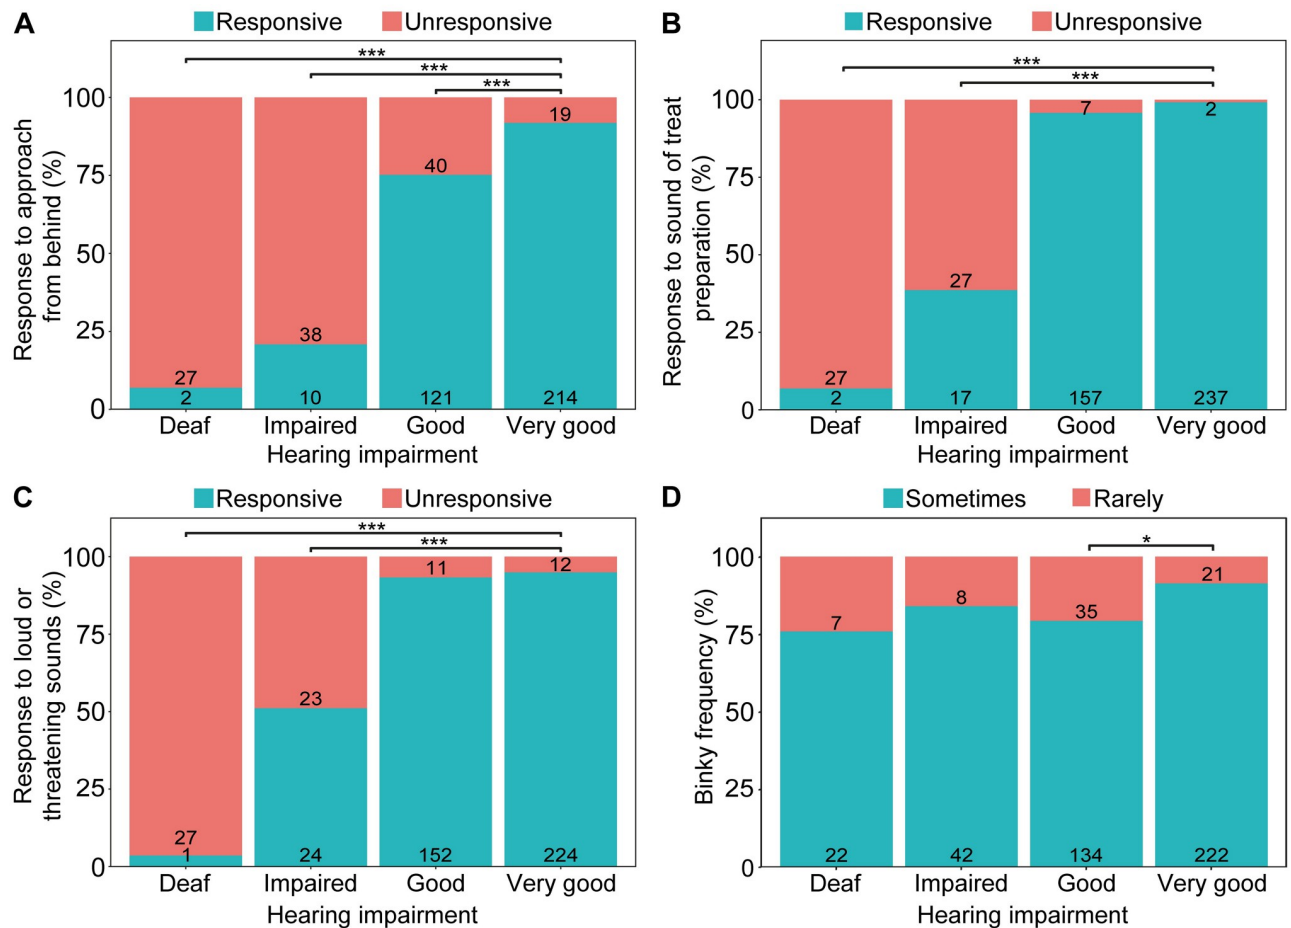 A
Responsive Unresponsive
***
***
***
100
75
50
25
0
Response to approach
from behind (%)
27
2
38
10
40
121
19
214
Deaf Impaired Good Very good
Hearing impairment
B
Responsive Unresponsive
***
***
100
75
50
25
0
Response to sound of treat
preparation (%)
27
2
27
17
7
157
2
237
Deaf Impaired Good Very good
Hearing impairment
C
Responsive Unresponsive
***
***
100
75
50
25
0
Response to loud or
threatening sounds (%)
27
1
23
24
11
152
12
224
Deaf Impaired Good Very good
Hearing impairment
D
Sometimes Rarely
*
100
75
50
25
0
Binky frequency (%)
7
22
8
42
35
134
21
222
Deaf Impaired Good Very good
Hearing impairment